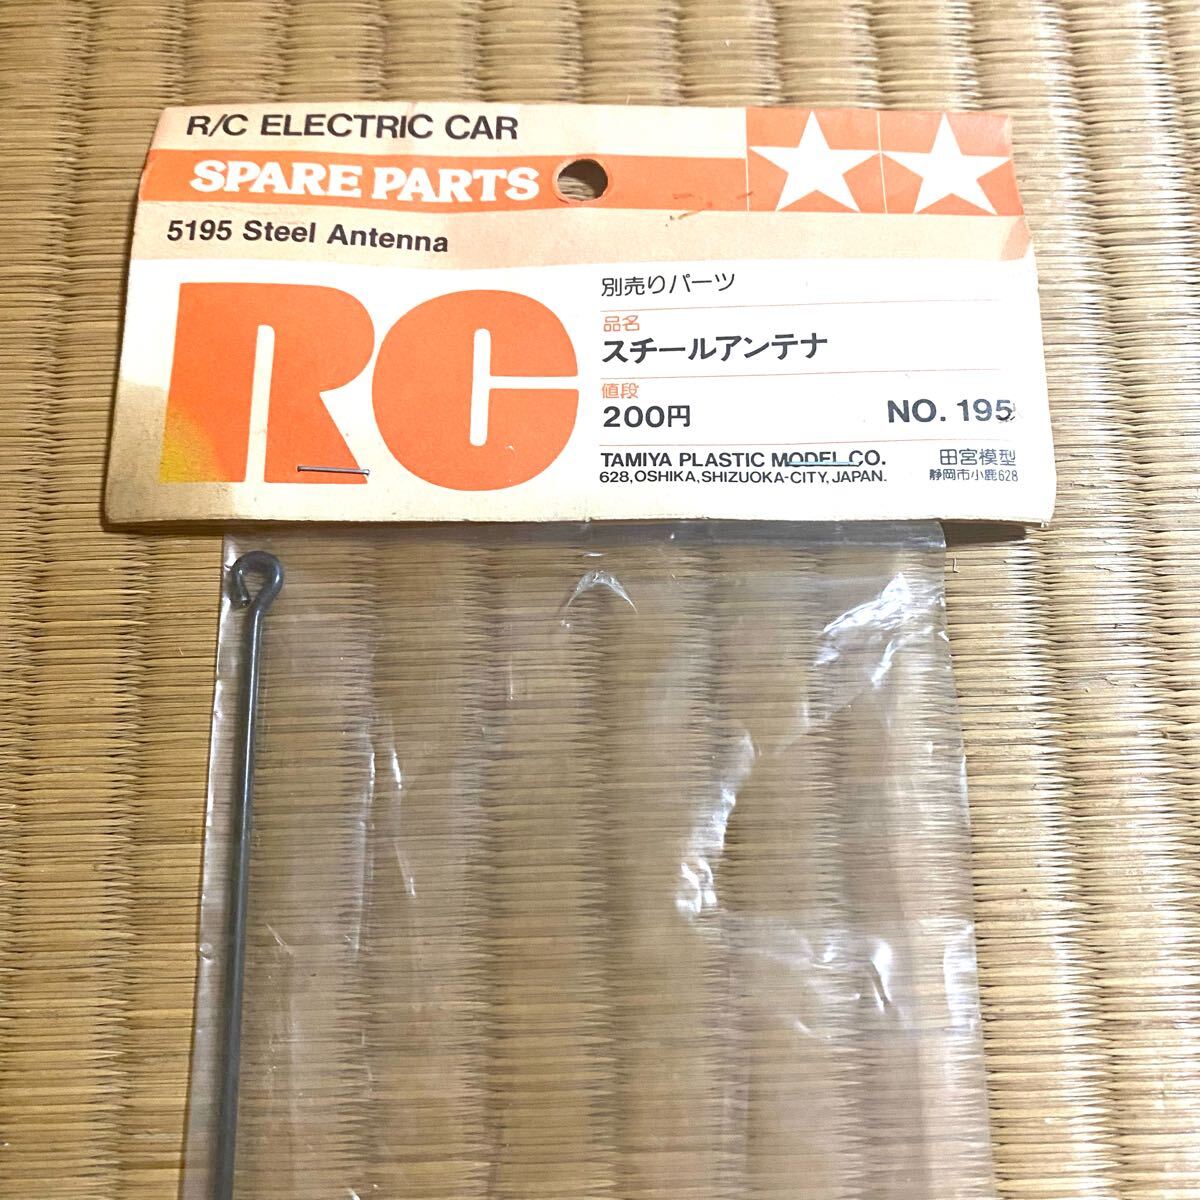 R/C ELECTRIC CAR
SPARE PARTS
5195 Steel Antenna
RC
別売りパーツ
品名
スチールアンテナ
値段
200円 NO. 195
TAMIYA PLASTIC MODEL CO. 田宮模型
628, OSHIKA, SHIZUOKA-CITY, JAPAN. 静岡市小鹿628